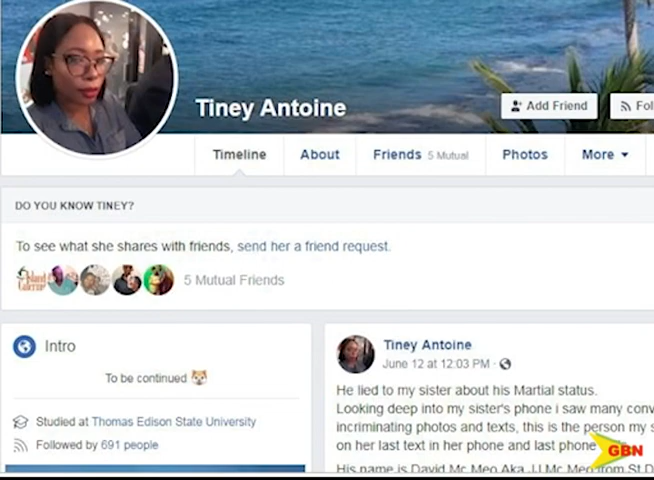 Tiney Antoine
Add Friend
Timeline
About
Friends 5 Mutual
Photos
More
DO YOU KNOW TINEY?
To see what she shares with friends, send her a friend request.
5 Mutual Friends
Intro
To be continued
Studied at Thomas Edison State University
Followed by 691 people
Tiney Antoine
June 12 at 12:03 PM
He lied to my sister about his Martial status.
Looking deep into my sister's phone i saw many
incriminating photos and texts, this is the person my
on her last text in her phone and last phone
GBN
His name is David Mc Meo Aka JJ Mc Meo from St